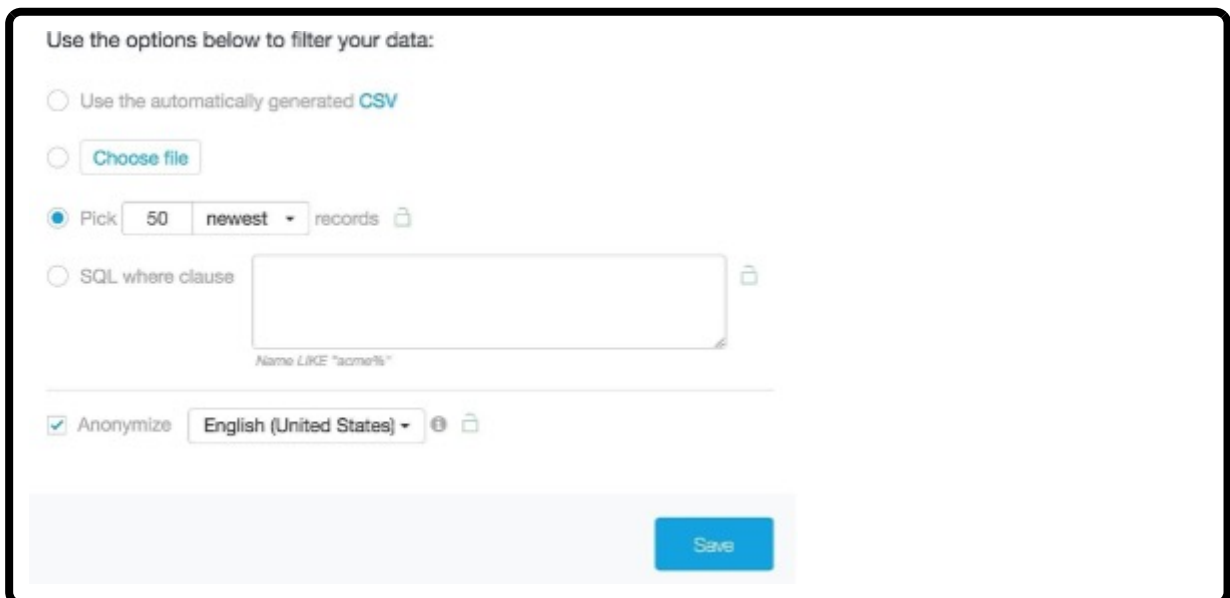 Use the options below to filter your data:
Use the automatically generated CSV
Choose file
Pick 50 newest records
SQL where clause
Name LIKE "acme%"
Anonymize English (United States)
Save